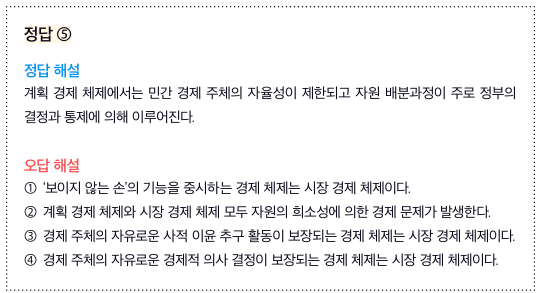 정답 ⑤
정답 해설
계획 경제 체제에서는 민간 경제 주체의 자율성이 제한되고 자원 배분과정이 주로 정부의
결정과 통제에 의해 이루어진다.
오답 해설
① ‘보이지 않는 손’의 기능을 중시하는 경제 체제는 시장 경제 체제이다.
② 계획 경제 체제와 시장 경제 체제 모두 자원의 희소성에 의한 경제 문제가 발생한다.
③ 경제 주체의 자유로운 사적 이윤 추구 활동이 보장되는 경제 체제는 시장 경제 체제이다.
④ 경제 주체의 자유로운 경제적 의사 결정이 보장되는 경제 체제는 시장 경제 체제이다.